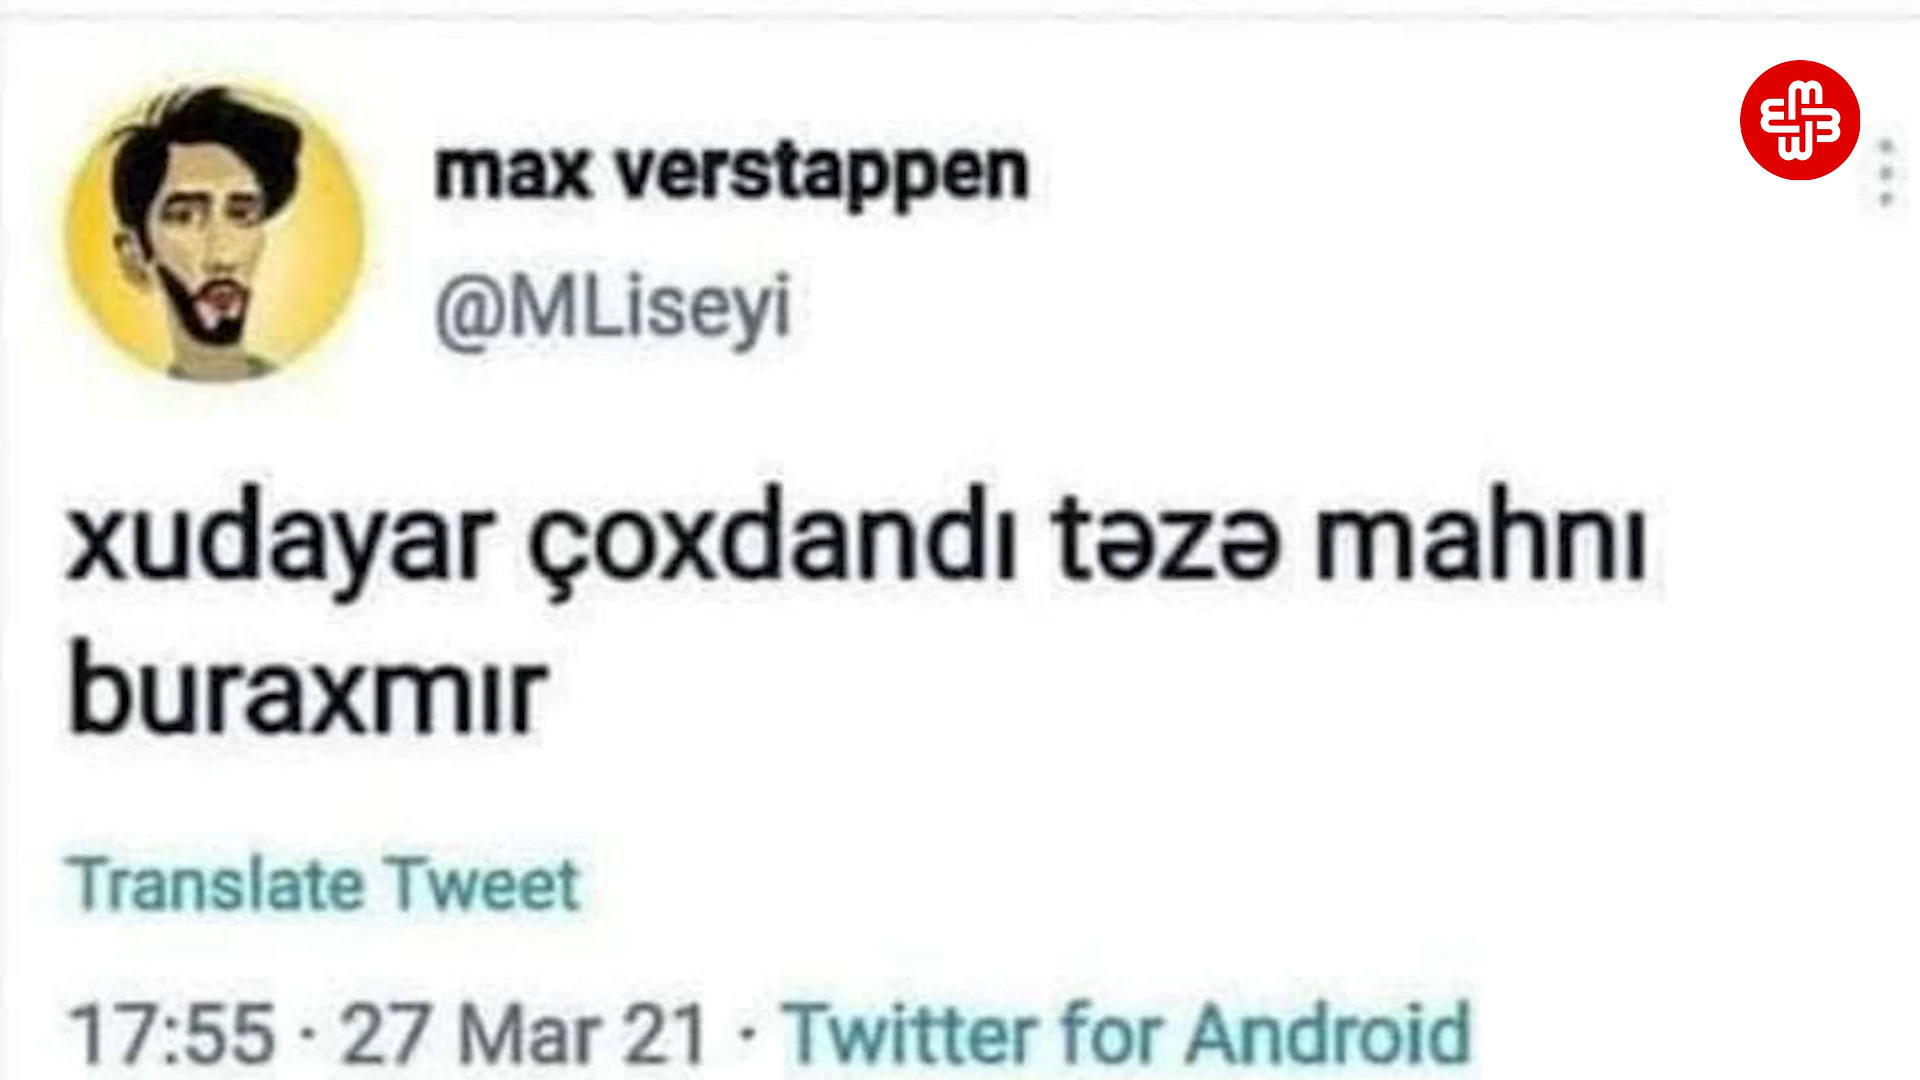 max verstappen
@MLiseyi
xudayar çoxdandı təzə mahnı
buraxmır
Translate Tweet
17:55 · 27 Mar 21 · Twitter for Android